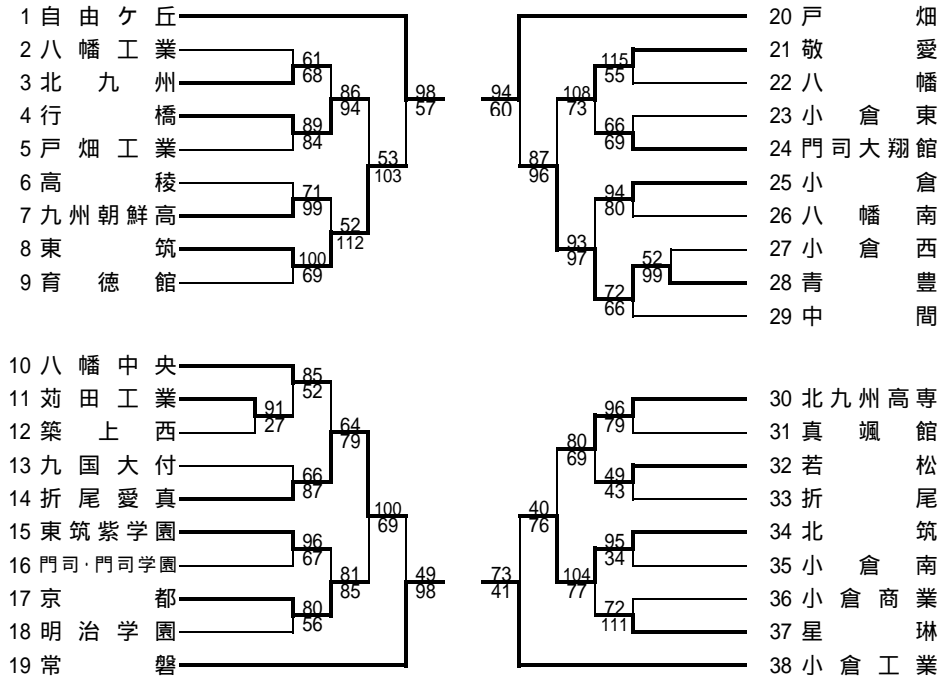 1 自由ケ丘
2 八幡工業
3 北九州
4 行橋
5 戸畑工業
6 高稜
7 九州朝鮮高
8 東筑
9 育徳館
61
68
89
84
71
99
100
69
86
94
52
112
53
103
98
57
10 八幡中央
11 苅田工業
12 築上西
13 九国大付
14 折尾愛真
15 東筑紫学園
16 門司・門司学園
17 京都
18 明治学園
19 常磐
91
27
85
52
66
87
96
67
80
56
64
79
81
85
100
69
49
98
20 戸畑
21 敬愛
22 八幡
23 小倉東
24 門司大翔館
25 小倉
26 八幡南
27 小倉西
28 青豊
29 中間
94
60
115
55
108
73
66
69
87
96
94
80
93
97
52
99
72
66
30 北九州高専
31 真颯館
32 若松
33 折尾
34 北筑
35 小倉南
36 小倉商業
37 星琳
38 小倉工業
96
79
80
69
49
43
40
76
95
34
104
77
72
111
73
41